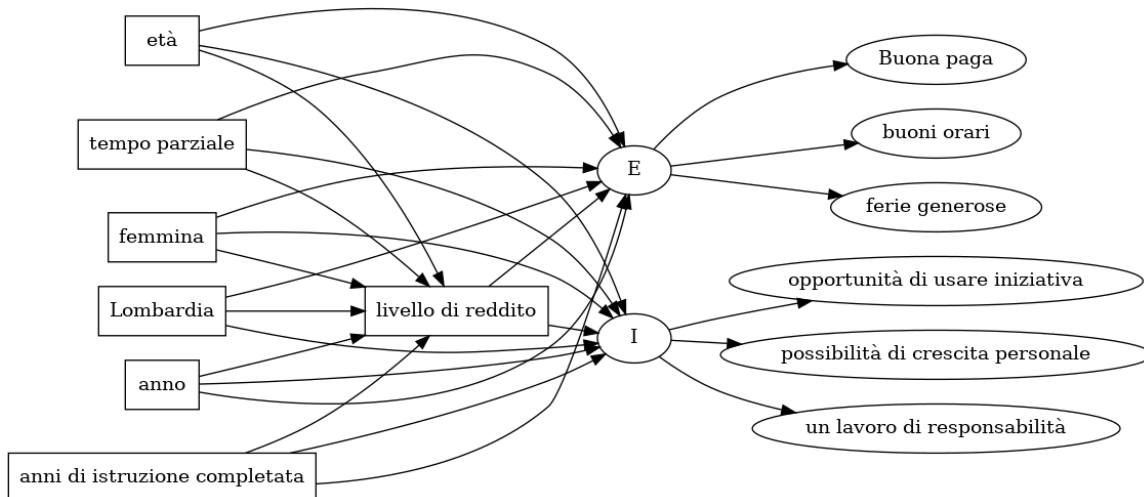 età
tempo parziale
femmina
Lombardia
anno
anni di istruzione completata
livello di reddito
E
I
Buona paga
buoni orari
ferie generose
opportunità di usare iniziativa
possibilità di crescita personale
un lavoro di responsabilità